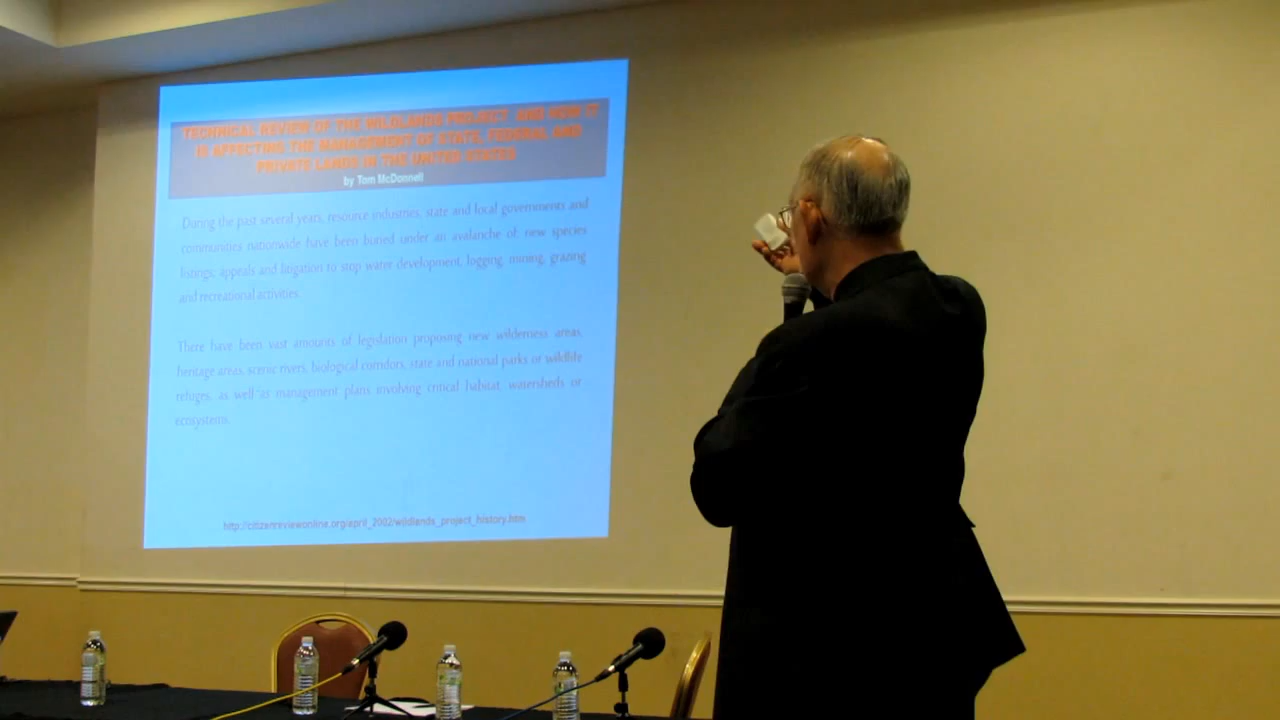 TECHNICAL REVIEW OF THE WILDLANDS PROJECT AND HOW IT
IS AFFECTING THE MANAGEMENT OF STATE, FEDERAL AND
PRIVATE LANDS IN THE UNITED STATES
by Tom McDonnell
During the past several years, resource industries, state and local governments and
communities nationwide have been buried under an avalanche of; new species
listings; appeals and litigation to stop water development, logging, mining, grazing
and recreational activities.
There have been vast amounts of legislation proposing new wilderness areas,
heritage areas, scenic rivers, biological corridors, state and national parks or wildlife
refuges, as well as management plans involving critical habitat, watersheds or
ecosystems.
http://citizenreviewonline.org/april_2002/wildlands_project_history.htm